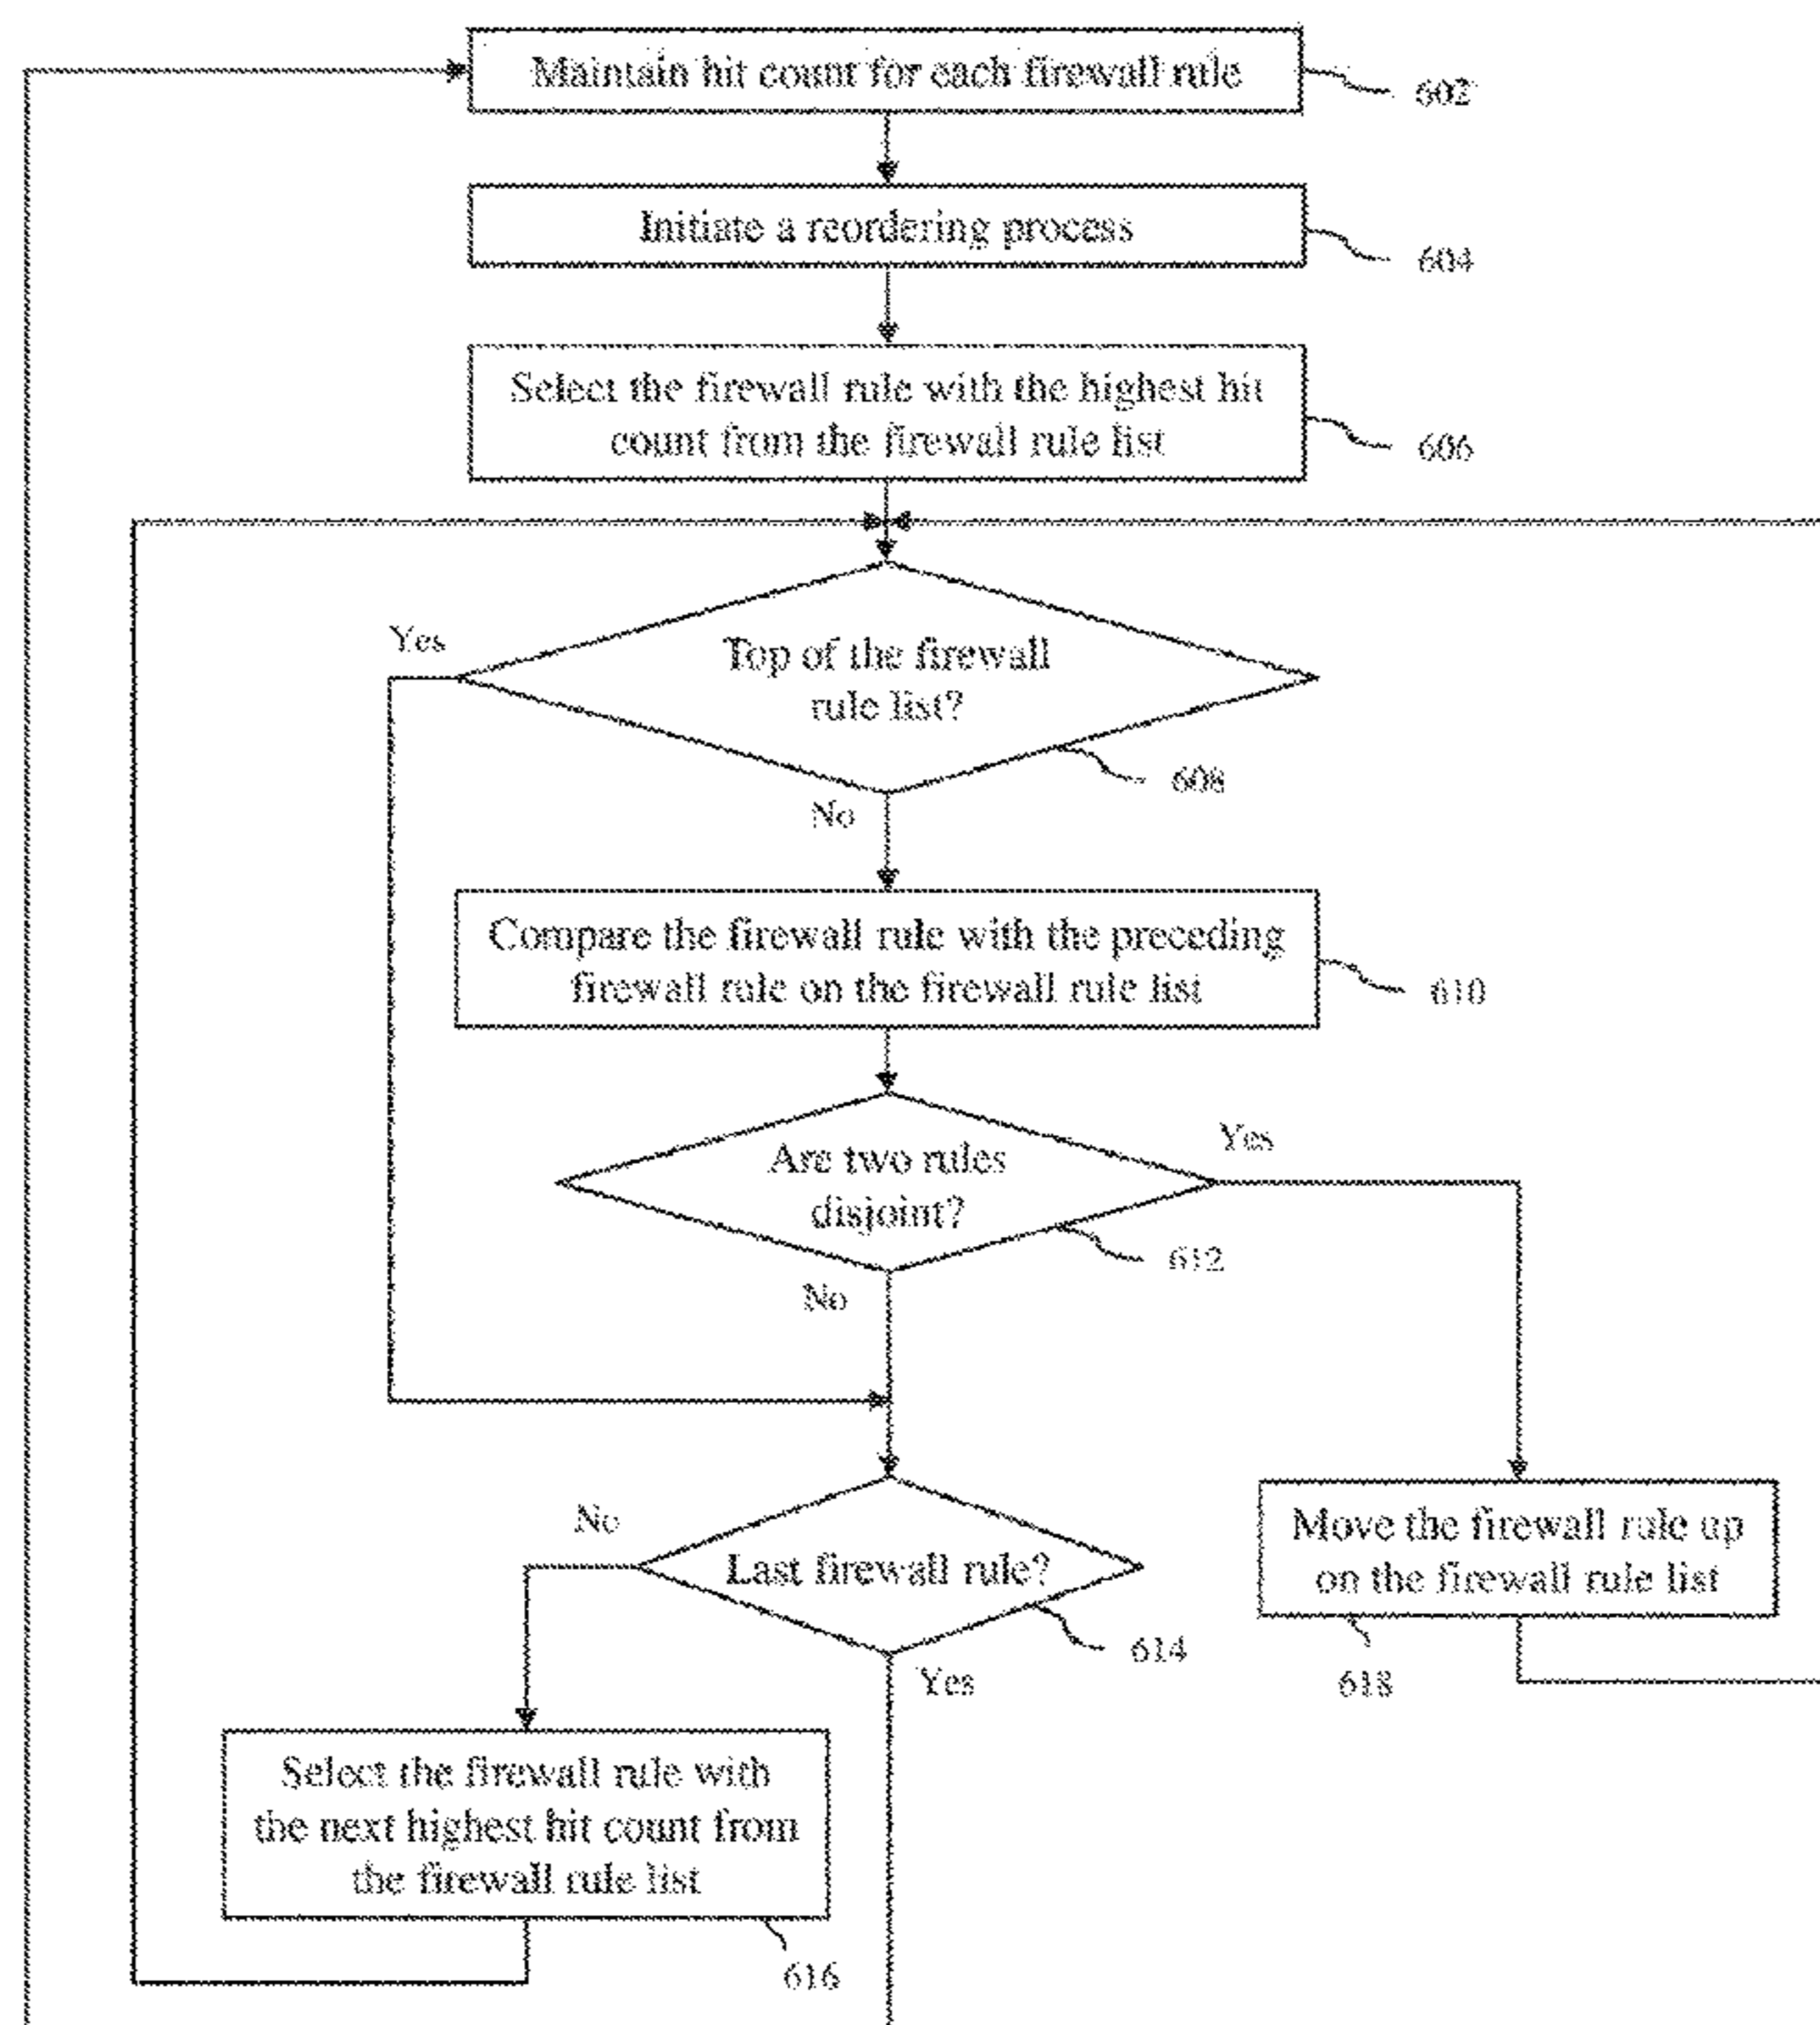 Maintain hit count for each firewall rule
602
Initiate a reordering process
604
Select the firewall rule with the highest hit
count from the firewall rule list
606
Yes
Top of the firewall
rule list?
608
No
Compare the firewall rule with the preceding
firewall rule on the firewall rule list
610
Yes
Are two rules
disjoint?
612
No
No
Last firewall rule?
614
Yes
Move the firewall rule up
on the firewall rule list
618
Select the firewall rule with
the next highest hit count from
the firewall rule list
616